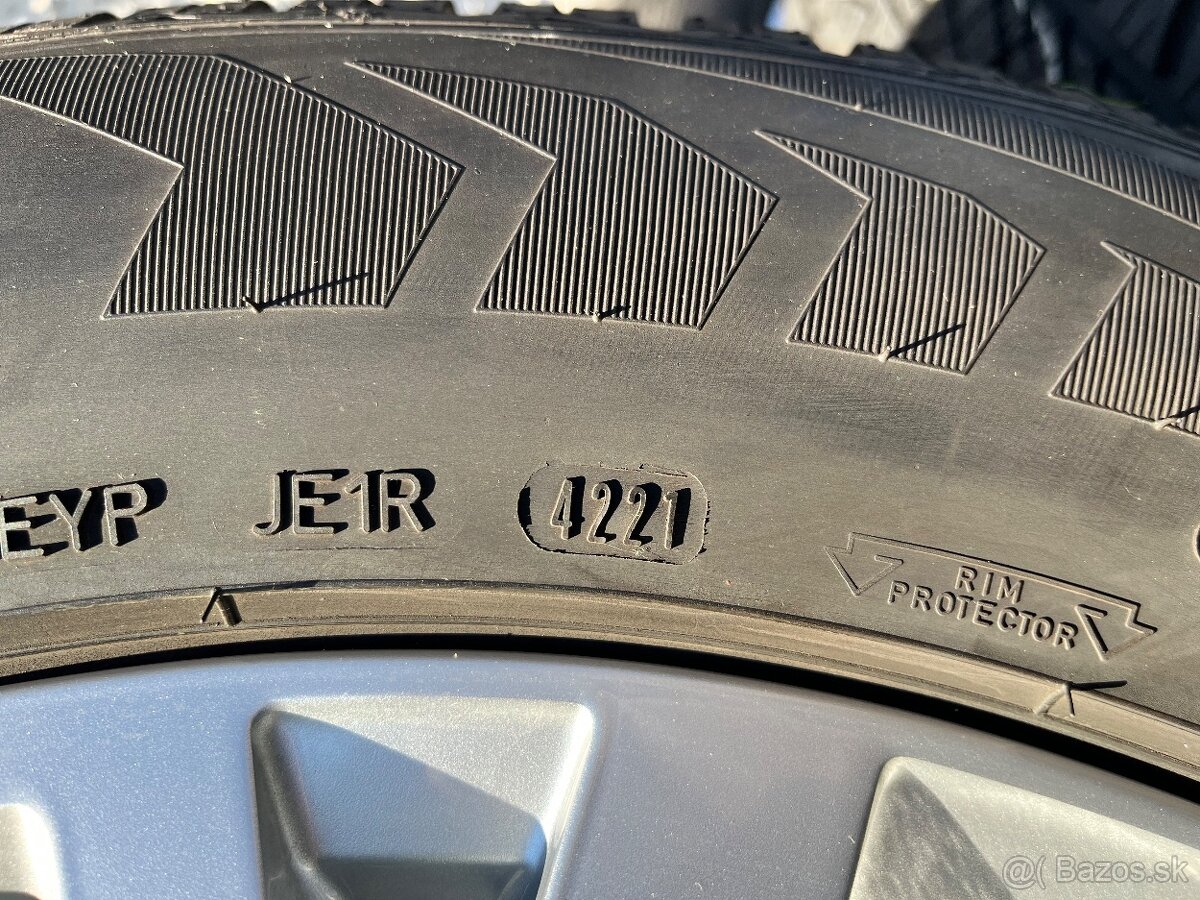 EYP JE1R 4221
RIM
PROTECTOR
@( Bazos.sk